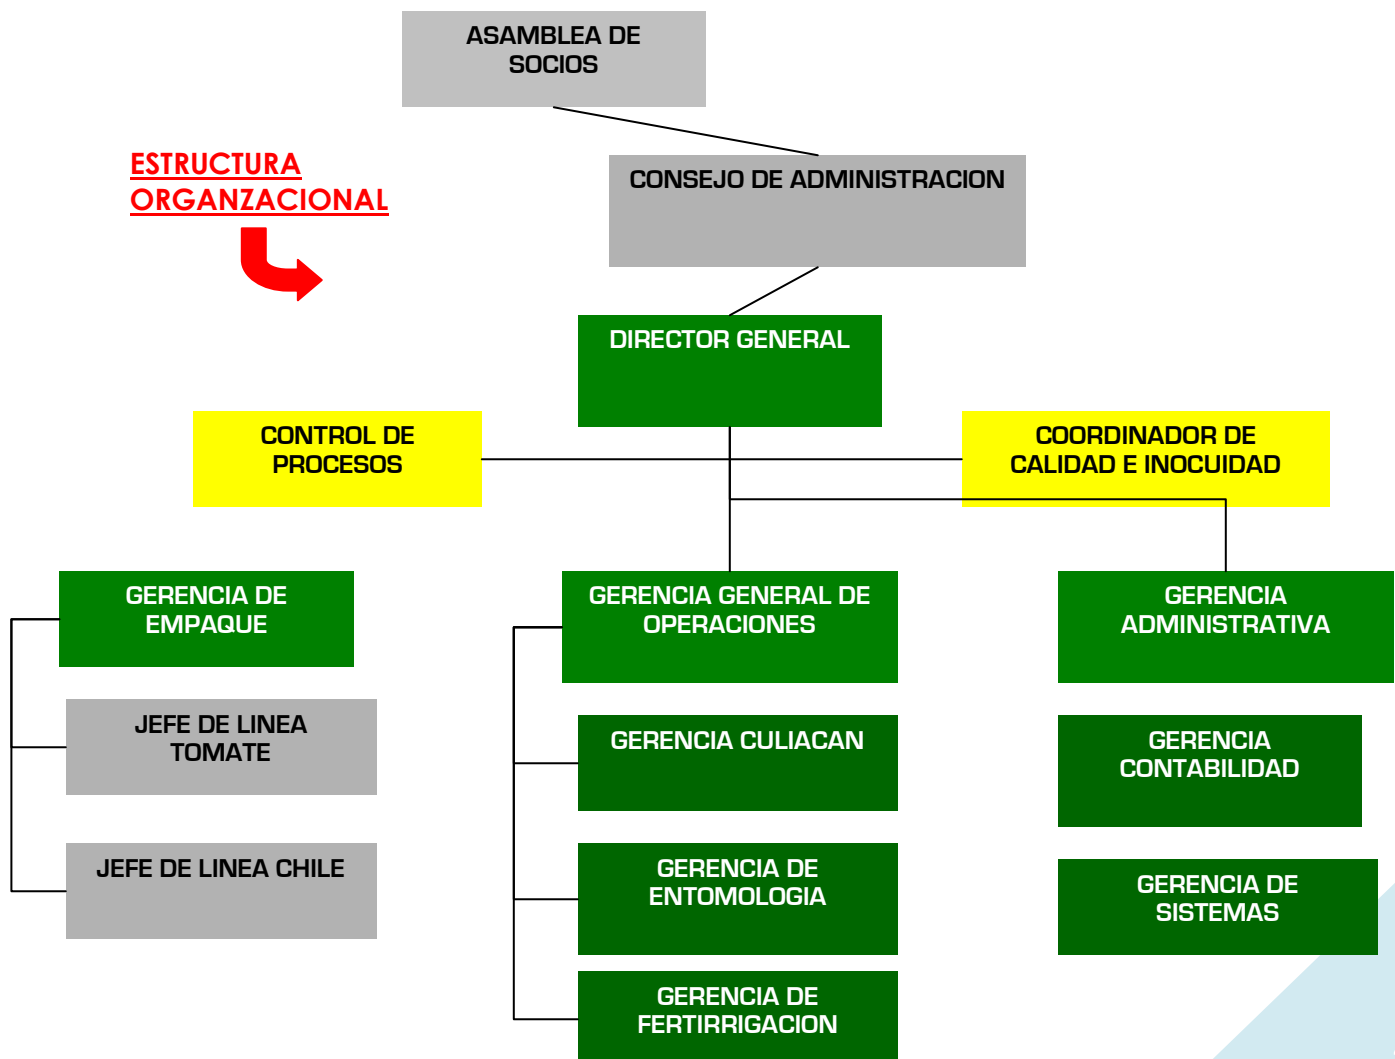 ASAMBLEA DE
SOCIOS
ESTRUCTURA
ORGANZACIONAL
CONSEJO DE ADMINISTRACION
DIRECTOR GENERAL
CONTROL DE
PROCESOS
COORDINADOR DE
CALIDAD E INOCUIDAD
GERENCIA DE
EMPAQUE
GERENCIA GENERAL DE
OPERACIONES
GERENCIA
ADMINISTRATIVA
JEFE DE LINEA
TOMATE
GERENCIA CULIACAN
GERENCIA
CONTABILIDAD
JEFE DE LINEA CHILE
GERENCIA DE
ENTOMOLOGIA
GERENCIA DE
SISTEMAS
GERENCIA DE
FERTIRRIGACION